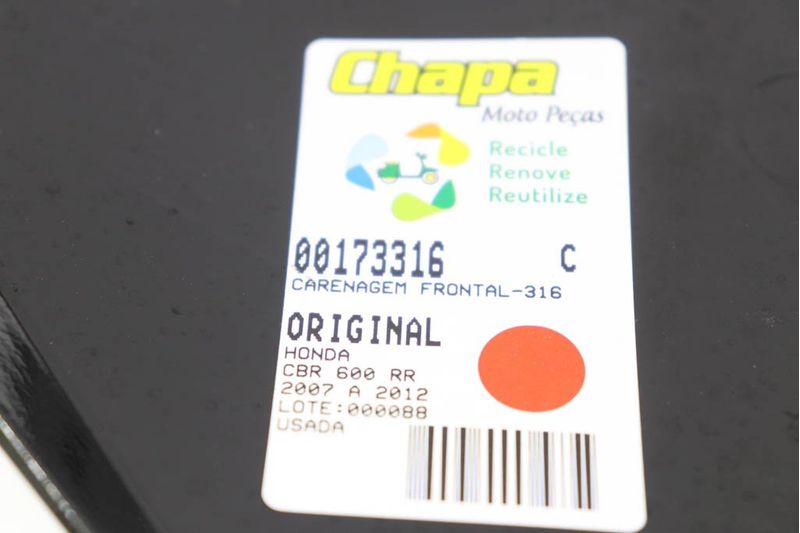 Chapa
Moto Peças
Recicle
Renove
Reutilize
00173316 C
CARENAGEM FRONTAL-316
ORIGINAL
HONDA
CBR 600 RR
2007 A 2012
LOTE:000088
USADA